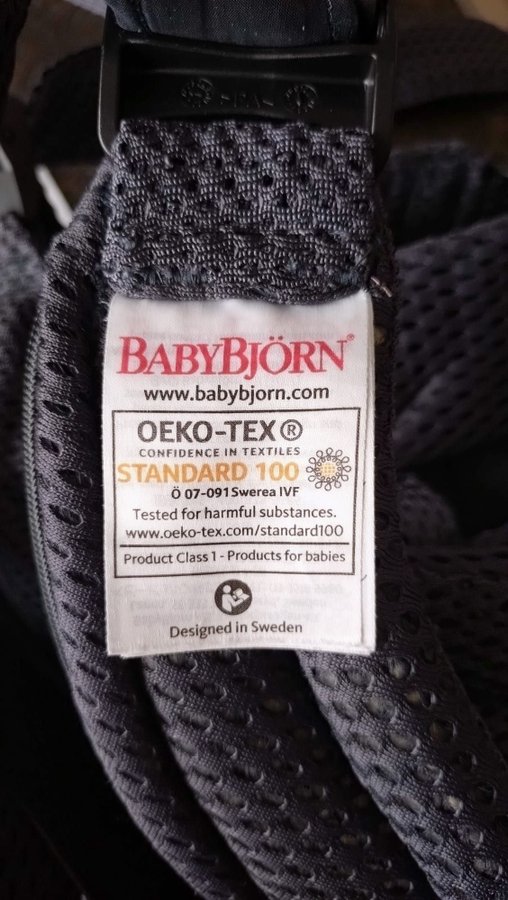 BABYBJÖRN®
www.babybjorn.com
OEKO-TEX®
CONFIDENCE IN TEXTILES
STANDARD 100
Ö 07-091 Swerea IVF
Tested for harmful substances.
www.oeko-tex.com/standard100
Product Class 1 - Products for babies
Designed in Sweden